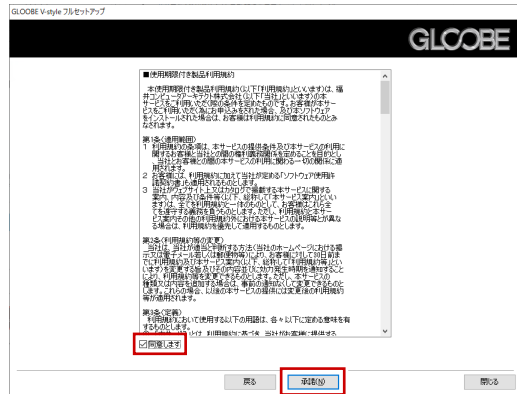 GLOOBE V-style フルセットアップ
GLOOBE
■使用期限付き製品利用規約
本使用期限付き製品利用規約(以下「利用規約」といいます)は、福
井コンピュータアーキテクト株式会社(以下「当社」といいます)の本
サービスをご利用いただく際の条件を定めたものです。お客様が本サー
ビスをご利用いただく為にお申込みをされた場合、及び本ソフトウェア
をインストールされた場合は、お客様は利用規約に同意されたものとみ
なされます。
第1条(適用範囲)
1 利用規約の条項は、本サービスの提供条件及び本サービスの利用に
関するお客様と当社との間の権利義務関係を定めることを目的とし
、当社とお客様との間の本サービスの利用に関わる一切の関係に適
用されます。
2 お客様には、利用規約に加えて当社が定める「ソフトウェア使用許
諾契約書」も適用されるものとします。
3 当社がウェブサイト上又はカタログで掲載する本サービスに関する
案内、内容及び条件等(以下、総称して「本サービス案内」といい
ます)は、全てを利用規約と一体のものとして、お客様はこれら全
てを遵守する義務を負うものとします。ただし、利用規約と本サー
ビス案内その他の利用規約外における本サービスの説明等とが異な
る場合は、利用規約を優先して適用するものとします。
第2条(利用規約等の変更)
当社は、当社が適当と判断する方法(当社のホームページにおける掲
示又は電子メール若しくは郵便物等)により、お客様に対して30日前ま
でに利用規約及び本サービス案内(以下、総称して「利用規約等」とい
います)を変更する旨及びその内容並びに効力発生時期を通知すること
により、利用規約等を変更できるものとします。ただし、本サービスの
種類又は内容を追加する場合は、事前の通知なくして変更できるものと
します。これらの場合、以後の本サービスの提供には変更後の利用規約
等が適用されます。
第3条(定義)
利用規約において使用する以下の用語は、各々以下に定める意味を有
するものとします。
同意します
戻る
承諾(N)
閉じる